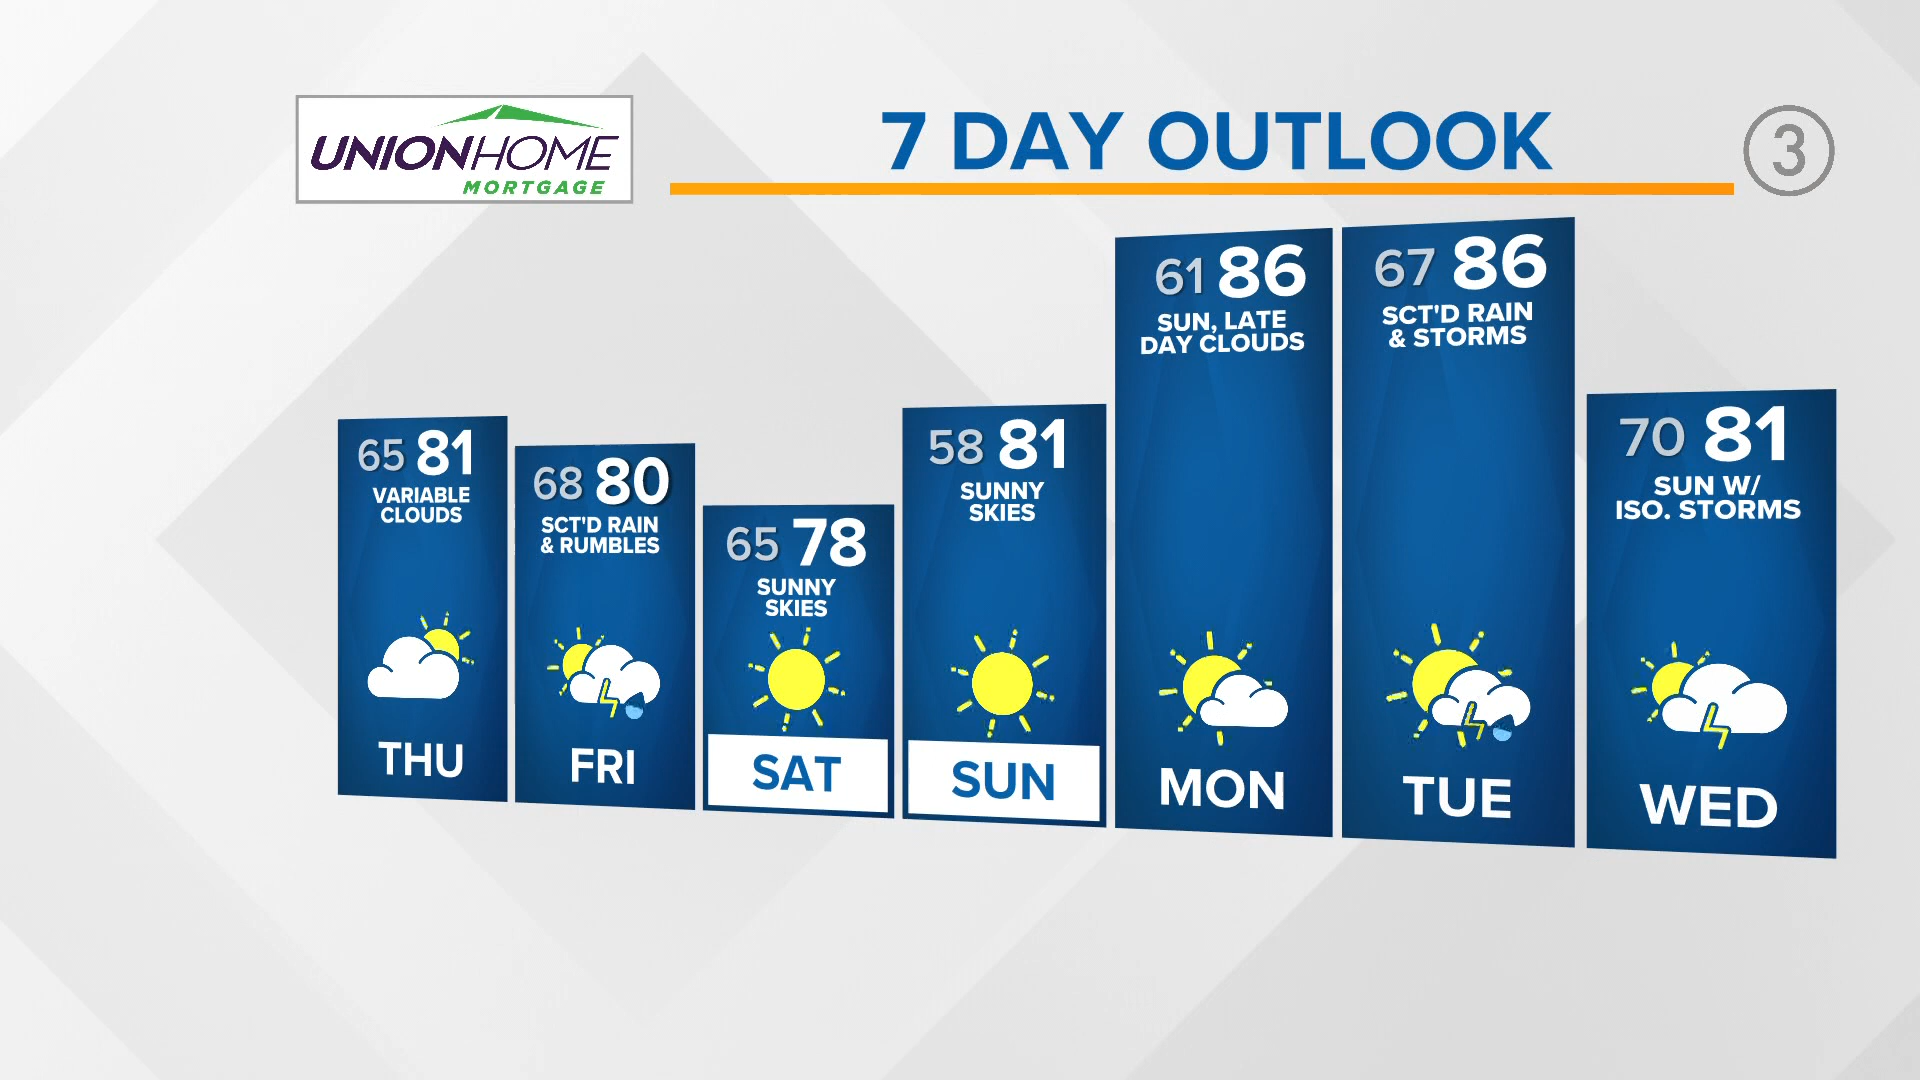 UNIONHOME
MORTGAGE
7 DAY OUTLOOK
3
65 81
VARIABLE
CLOUDS
THU
68 80
SCT'D RAIN
& RUMBLES
FRI
65 78
SUNNY
SKIES
SAT
58 81
SUNNY
SKIES
SUN
61 86
SUN, LATE
DAY CLOUDS
MON
67 86
SCT'D RAIN
& STORMS
TUE
70 81
SUN W/
ISO. STORMS
WED